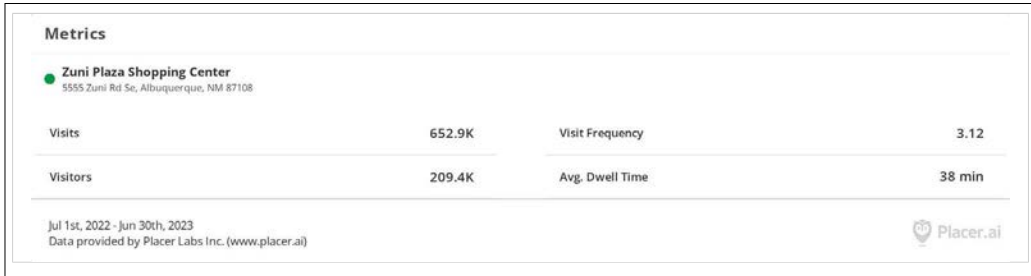 Metrics
Zuni Plaza Shopping Center
5555 Zuni Rd Se, Albuquerque, NM 87108
Visits 652.9K Visit Frequency 3.12
Visitors 209.4K Avg. Dwell Time 38 min
Jul 1st, 2022 - Jun 30th, 2023
Data provided by Placer Labs Inc. (www.placer.ai)
Placer.ai